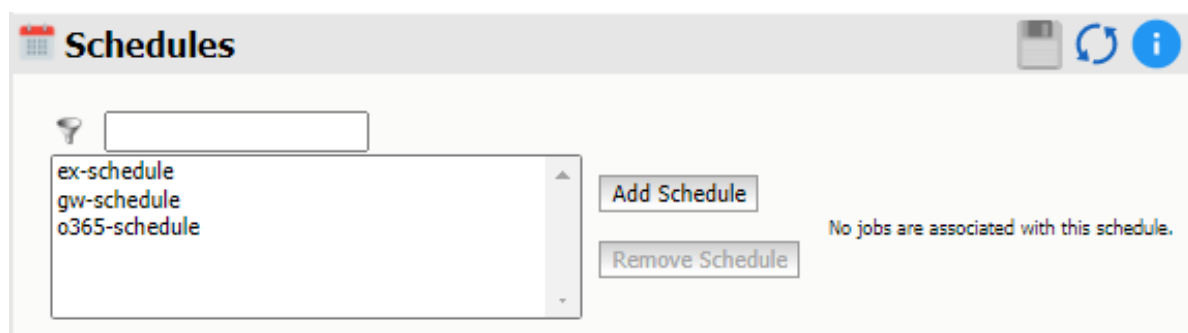 Schedules
ex-schedule
gw-schedule
o365-schedule
Add Schedule
Remove Schedule
No jobs are associated with this schedule.